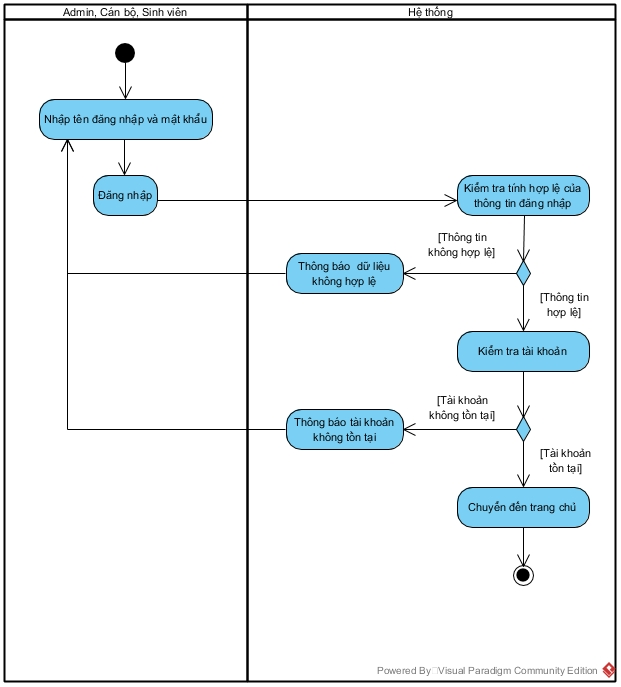 Admin, Cán bộ, Sinh viên
Hệ thống
Nhập tên đăng nhập và mật khẩu
Đăng nhập
Kiểm tra tính hợp lệ của
thông tin đăng nhập
[Thông tin
không hợp lệ]
Thông báo dữ liệu
không hợp lệ
[Thông tin
hợp lệ]
Kiểm tra tài khoản
[Tài khoản
không tồn tại]
Thông báo tài khoản
không tồn tại
[Tài khoản
tồn tại]
Chuyển đến trang chủ
Powered By Visual Paradigm Community Edition